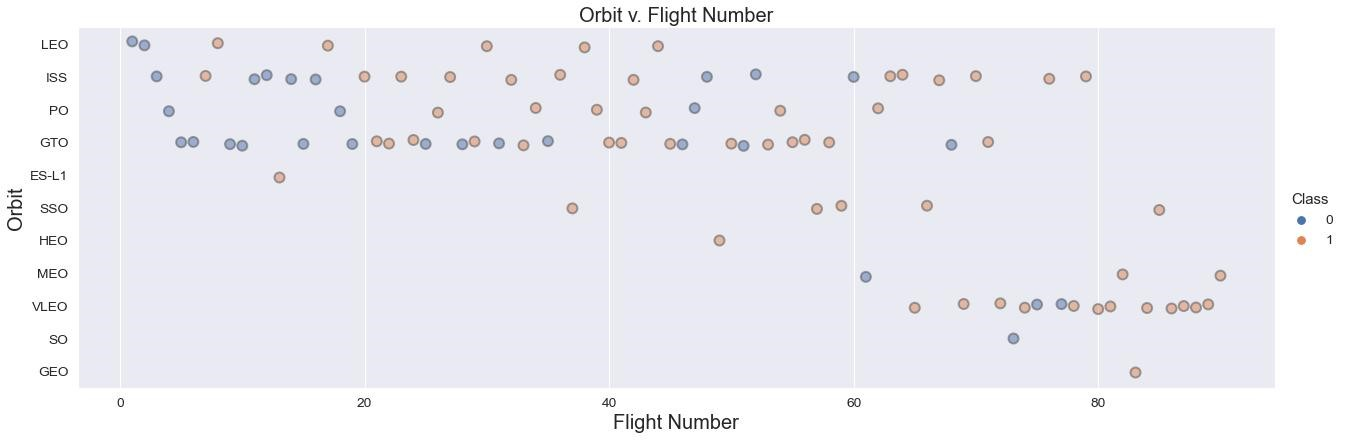 Orbit v. Flight Number
LEO
ISS
PO
GTO
ES-L1
SSO
HEO
MEO
VLEO
SO
GEO
Orbit
0
20
40
60
80
Flight Number
Class
0
1